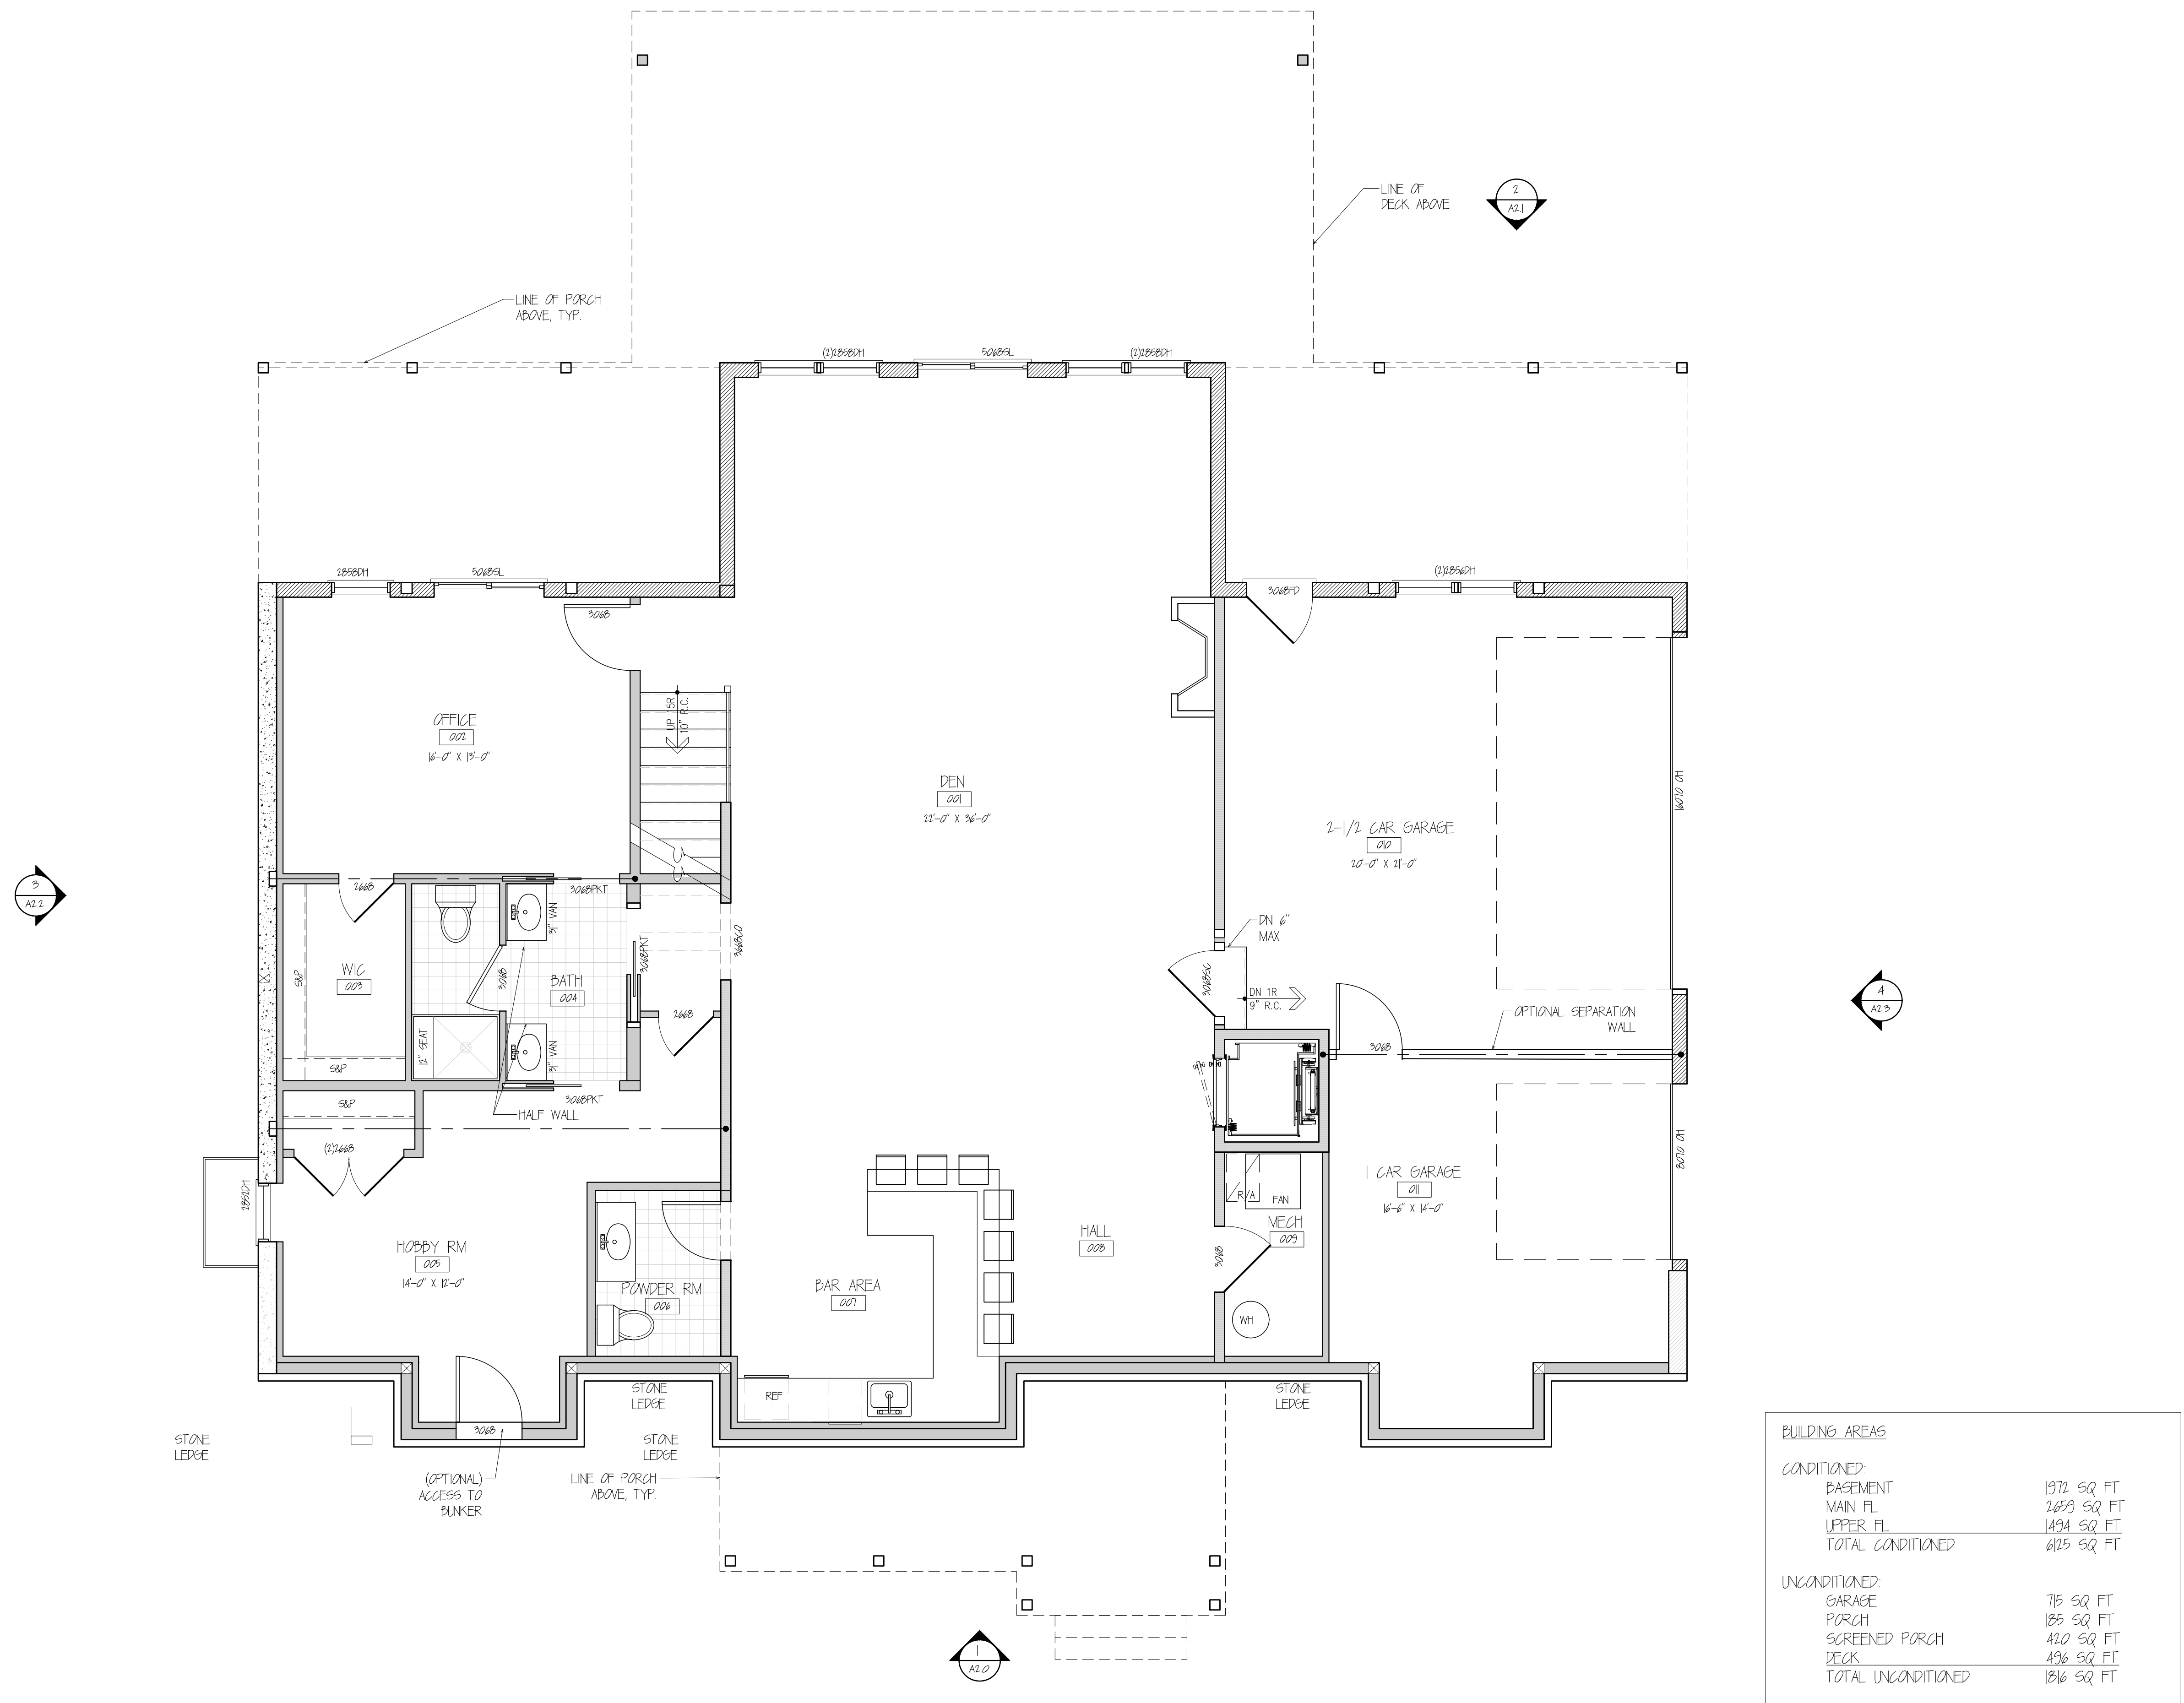 LINE OF
DECK ABOVE
2
A2.1
LINE OF PORCH
ABOVE, TYP.
(2)2858DH
5068SL
(2)2858DH
2858DH
5068SL
3068
3068FD
(2)2856DH
UP 15R
10" R.C.
OFFICE
002
16'-0" X 13'-0"
DEN
001
22'-0" X 36'-0"
16070 OH
2-1/2 CAR GARAGE
010
20'-0" X 21'-0"
3
A2.2
2668
3068PKT
31" VAN
3068PKT
3668CO
DN 6"
MAX
WIC
003
S&P
S&P
3068
BATH
004
3068SC
DN 1R
9" R.C.
4
A2.3
OPTIONAL SEPARATION
WALL
2668
12" SEAT
31" VAN
3068
3068PKT
HALF WALL
S&P
(2)2668
2852DH
8070 OH
1 CAR GARAGE
011
16'-6" X 14'-0"
R/A
FAN
MECH
009
HALL
008
3068
HOBBY RM
005
14'-0" X 12'-0"
POWDER RM
006
BAR AREA
007
WH
REF
STONE
LEDGE
STONE
LEDGE
3068
STONE
LEDGE
STONE
LEDGE
(OPTIONAL)
ACCESS TO
BUNKER
LINE OF PORCH
ABOVE, TYP.
1
A2.0
BUILDING AREAS
CONDITIONED:
BASEMENT 1972 SQ FT
MAIN FL 2659 SQ FT
UPPER FL 1494 SQ FT
TOTAL CONDITIONED 6125 SQ FT
UNCONDITIONED:
GARAGE 715 SQ FT
PORCH 185 SQ FT
SCREENED PORCH 420 SQ FT
DECK 496 SQ FT
TOTAL UNCONDITIONED 1816 SQ FT